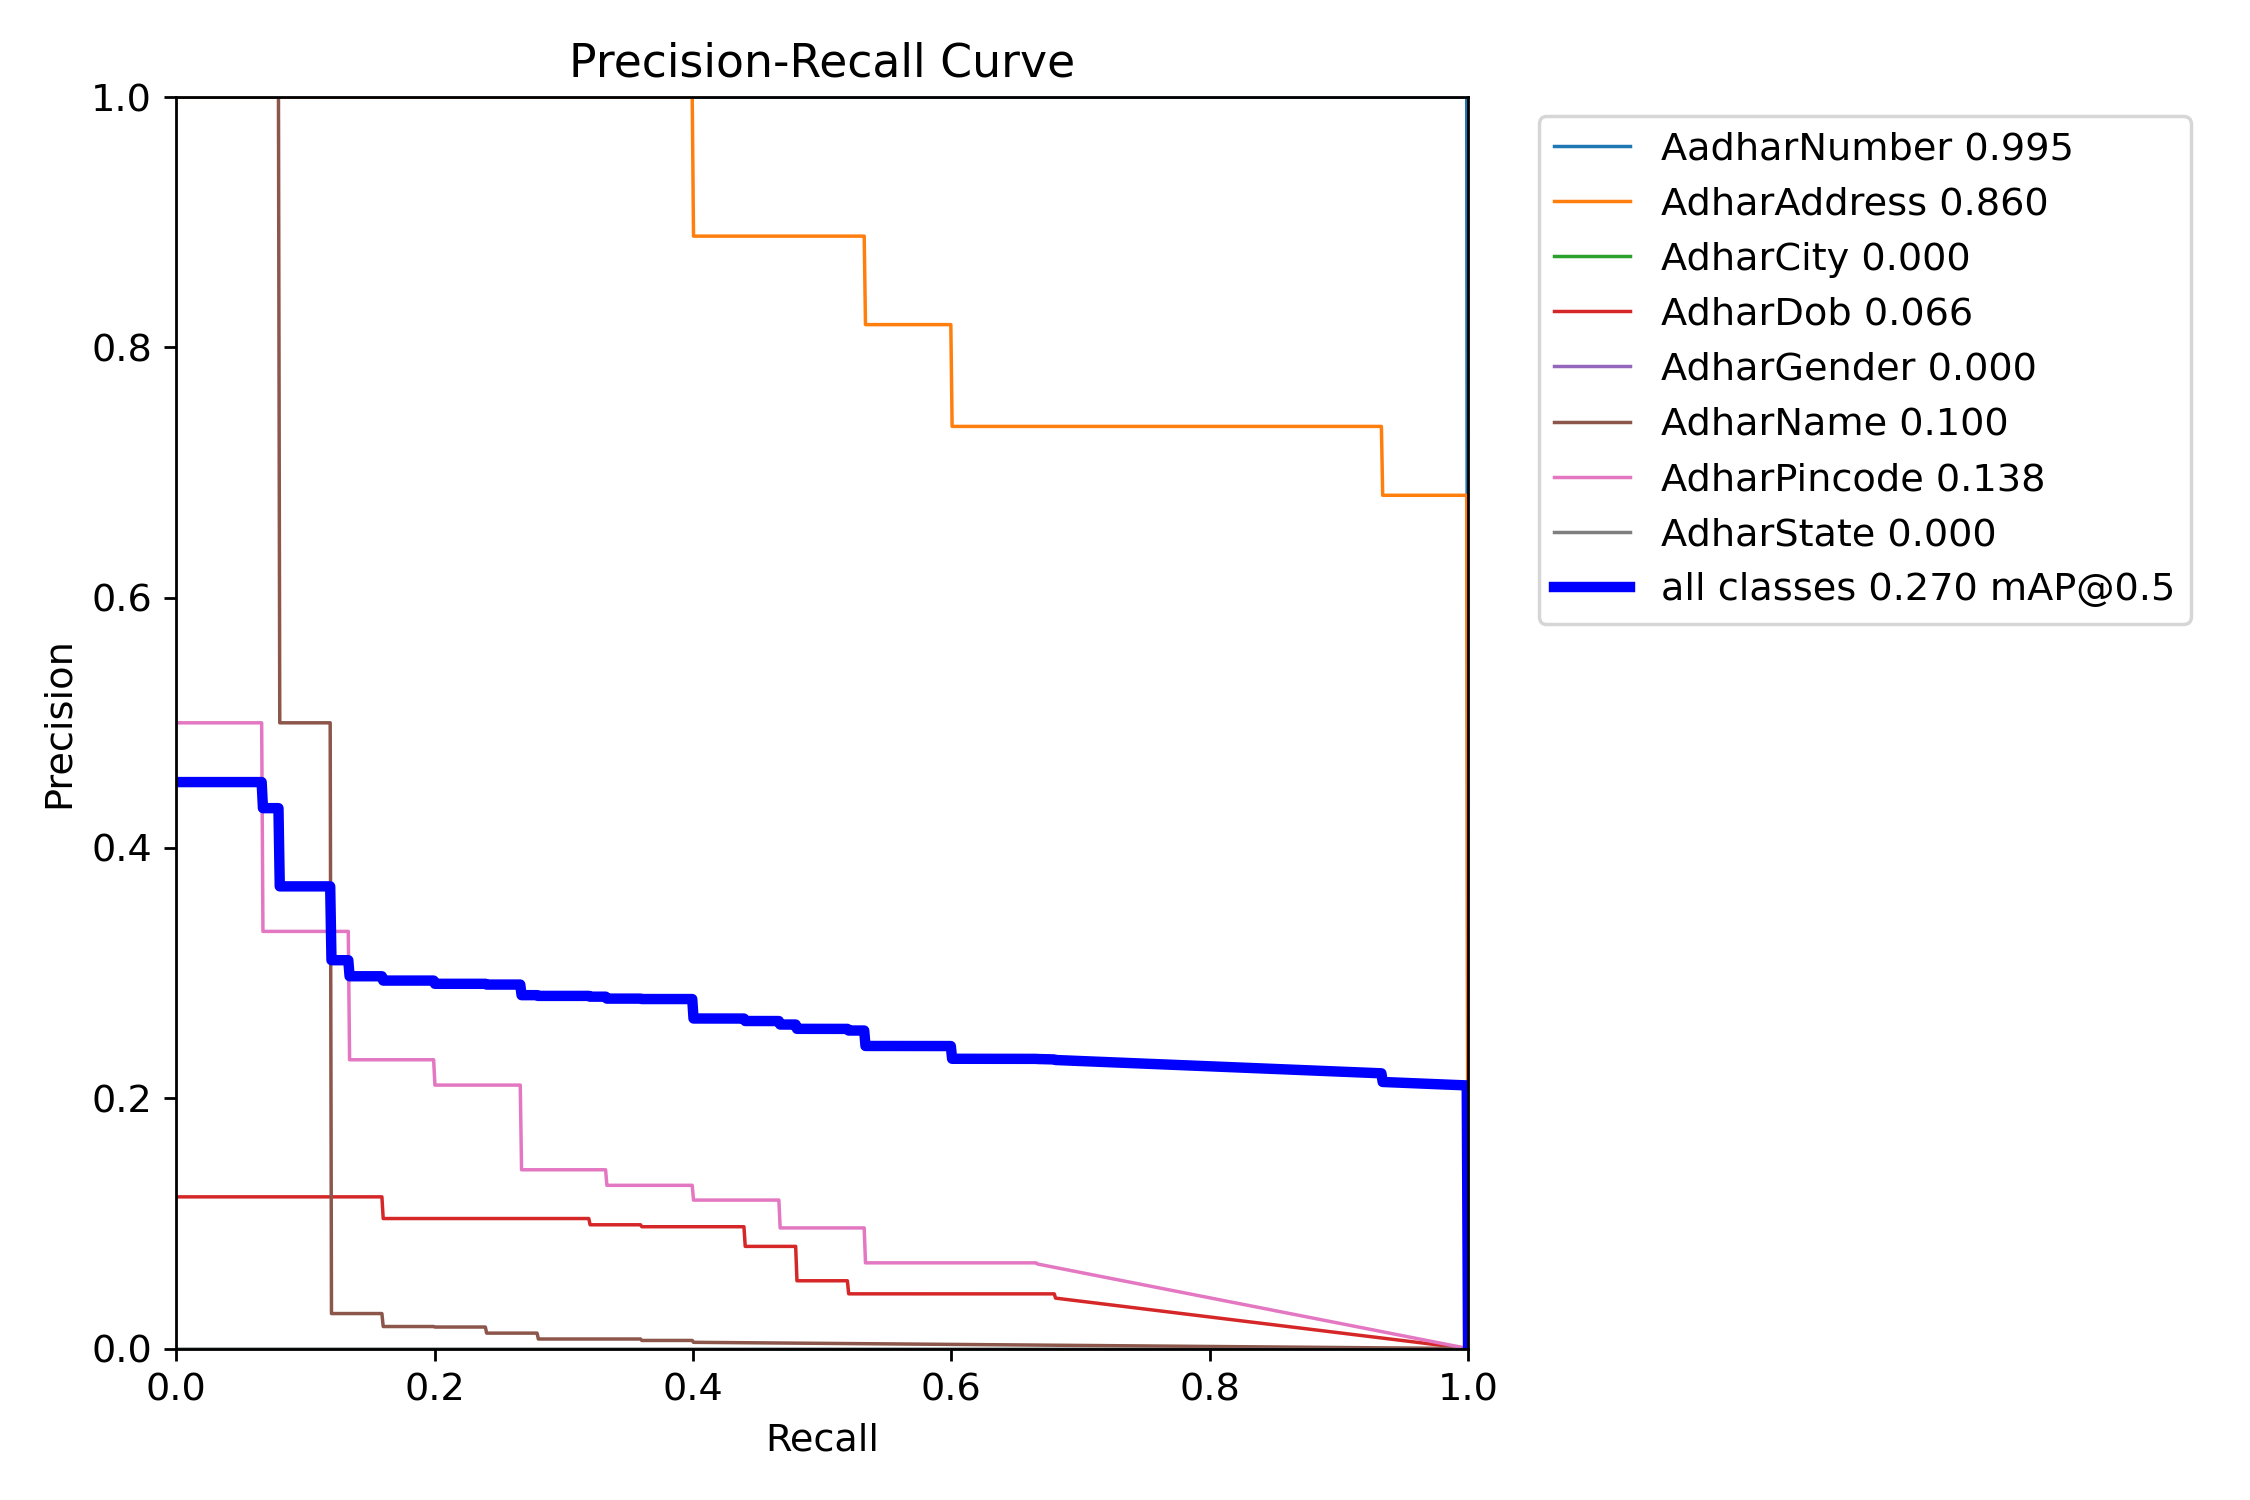 Precision-Recall Curve
1.0
0.8
0.6
0.4
0.2
0.0
Precision
0.0 0.2 0.4 0.6 0.8 1.0
Recall
AadharNumber 0.995
AdharAddress 0.860
AdharCity 0.000
AdharDob 0.066
AdharGender 0.000
AdharName 0.100
AdharPincode 0.138
AdharState 0.000
all classes 0.270 mAP@0.5